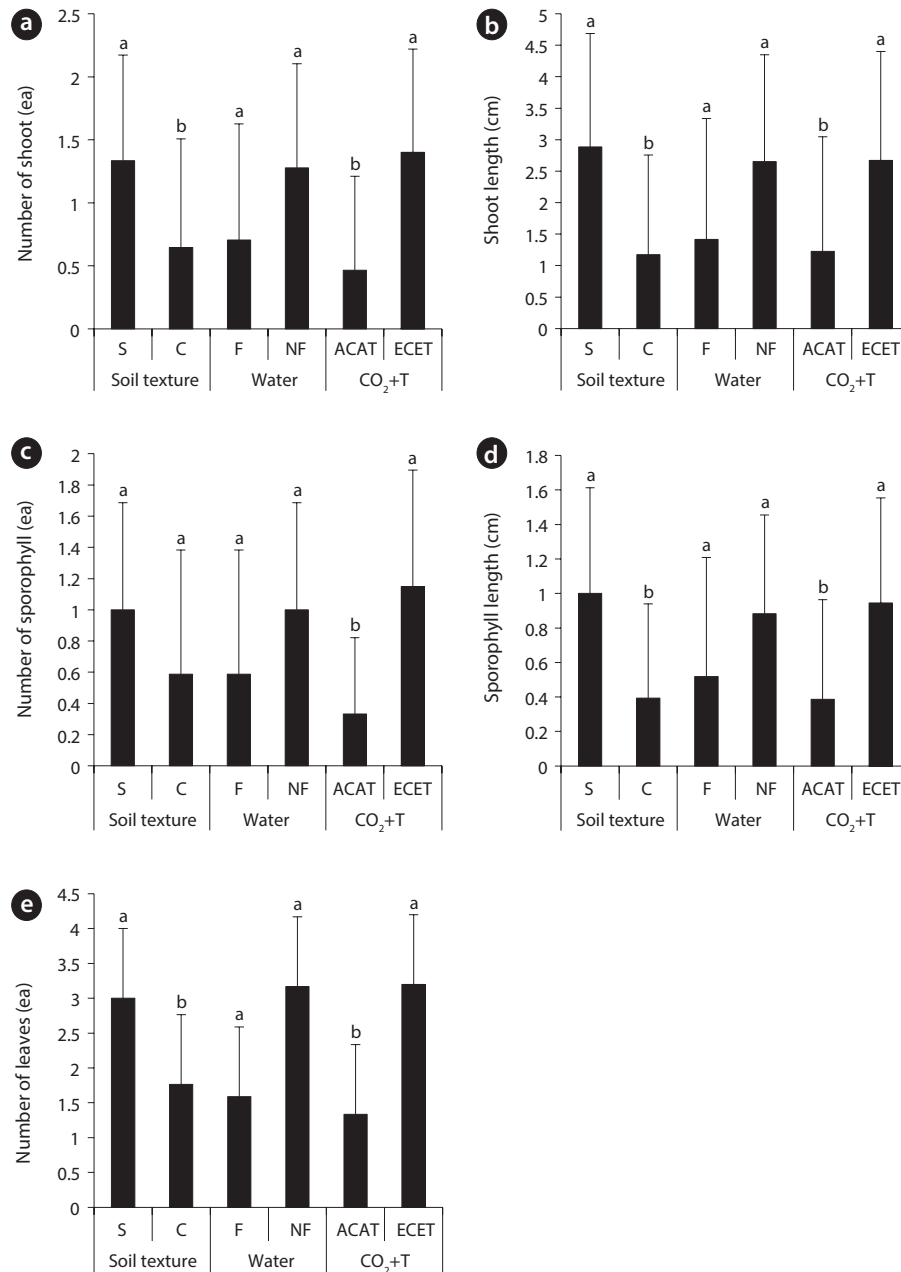 a
Number of shoot (ea)
2.5
2
1.5
1
0.5
0
a
b
a
a
b
a
S C F NF ACAT ECET
Soil texture Water CO₂+T
b
Shoot length (cm)
5
4.5
4
3.5
3
2.5
2
1.5
1
0.5
0
a
b
a
a
b
a
S C F NF ACAT ECET
Soil texture Water CO₂+T
c
Number of sporophyll (ea)
2
1.8
1.6
1.4
1.2
1
0.8
0.6
0.4
0.2
0
a
a
a
a
b
a
S C F NF ACAT ECET
Soil texture Water CO₂+T
d
Sporophyll length (cm)
1.8
1.6
1.4
1.2
1
0.8
0.6
0.4
0.2
0
a
b
a
a
b
a
S C F NF ACAT ECET
Soil texture Water CO₂+T
e
Number of leaves (ea)
4.5
4
3.5
3
2.5
2
1.5
1
0.5
0
a
b
a
a
b
a
S C F NF ACAT ECET
Soil texture Water CO₂+T